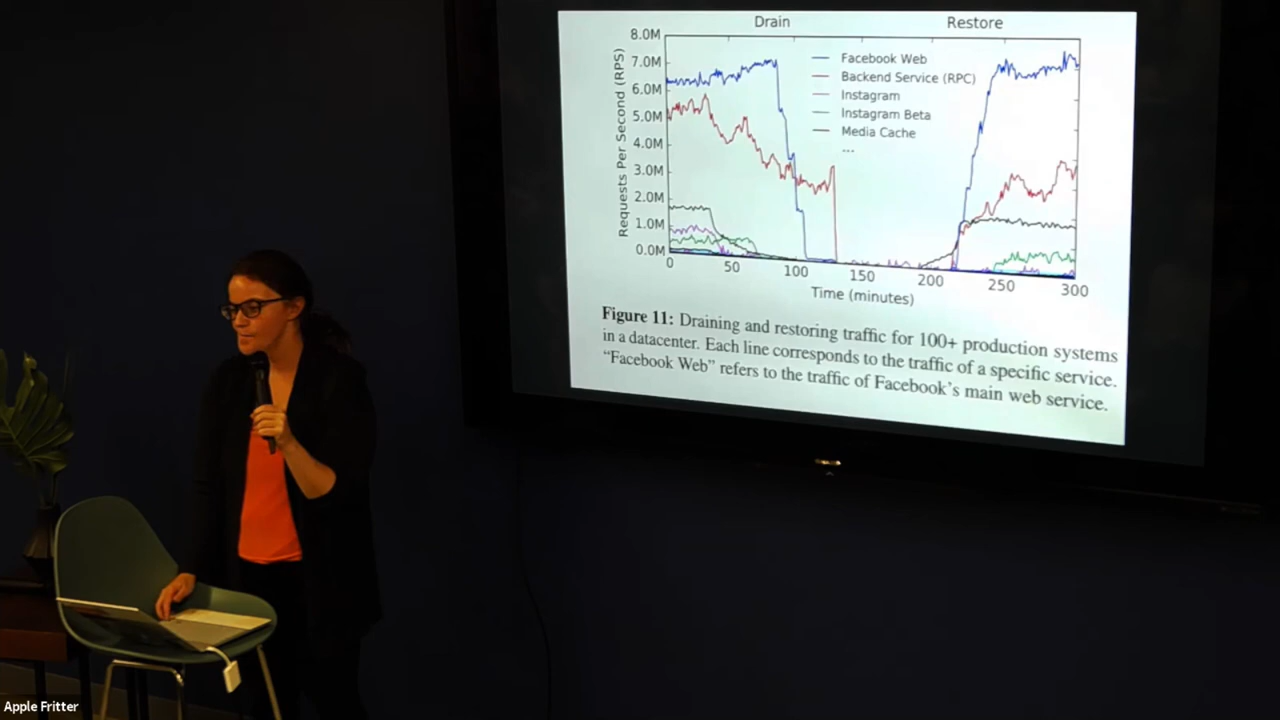 Drain
Restore
8.0M
7.0M
6.0M
5.0M
4.0M
3.0M
2.0M
1.0M
0.0M
Requests Per Second (RPS)
Facebook Web
Backend Service (RPC)
Instagram
Instagram Beta
Media Cache
...
0
50
100
150
200
250
300
Time (minutes)
Figure 11: Draining and restoring traffic for 100+ production systems
in a datacenter. Each line corresponds to the traffic of a specific service.
“Facebook Web” refers to the traffic of Facebook’s main web service.
Apple Fritter